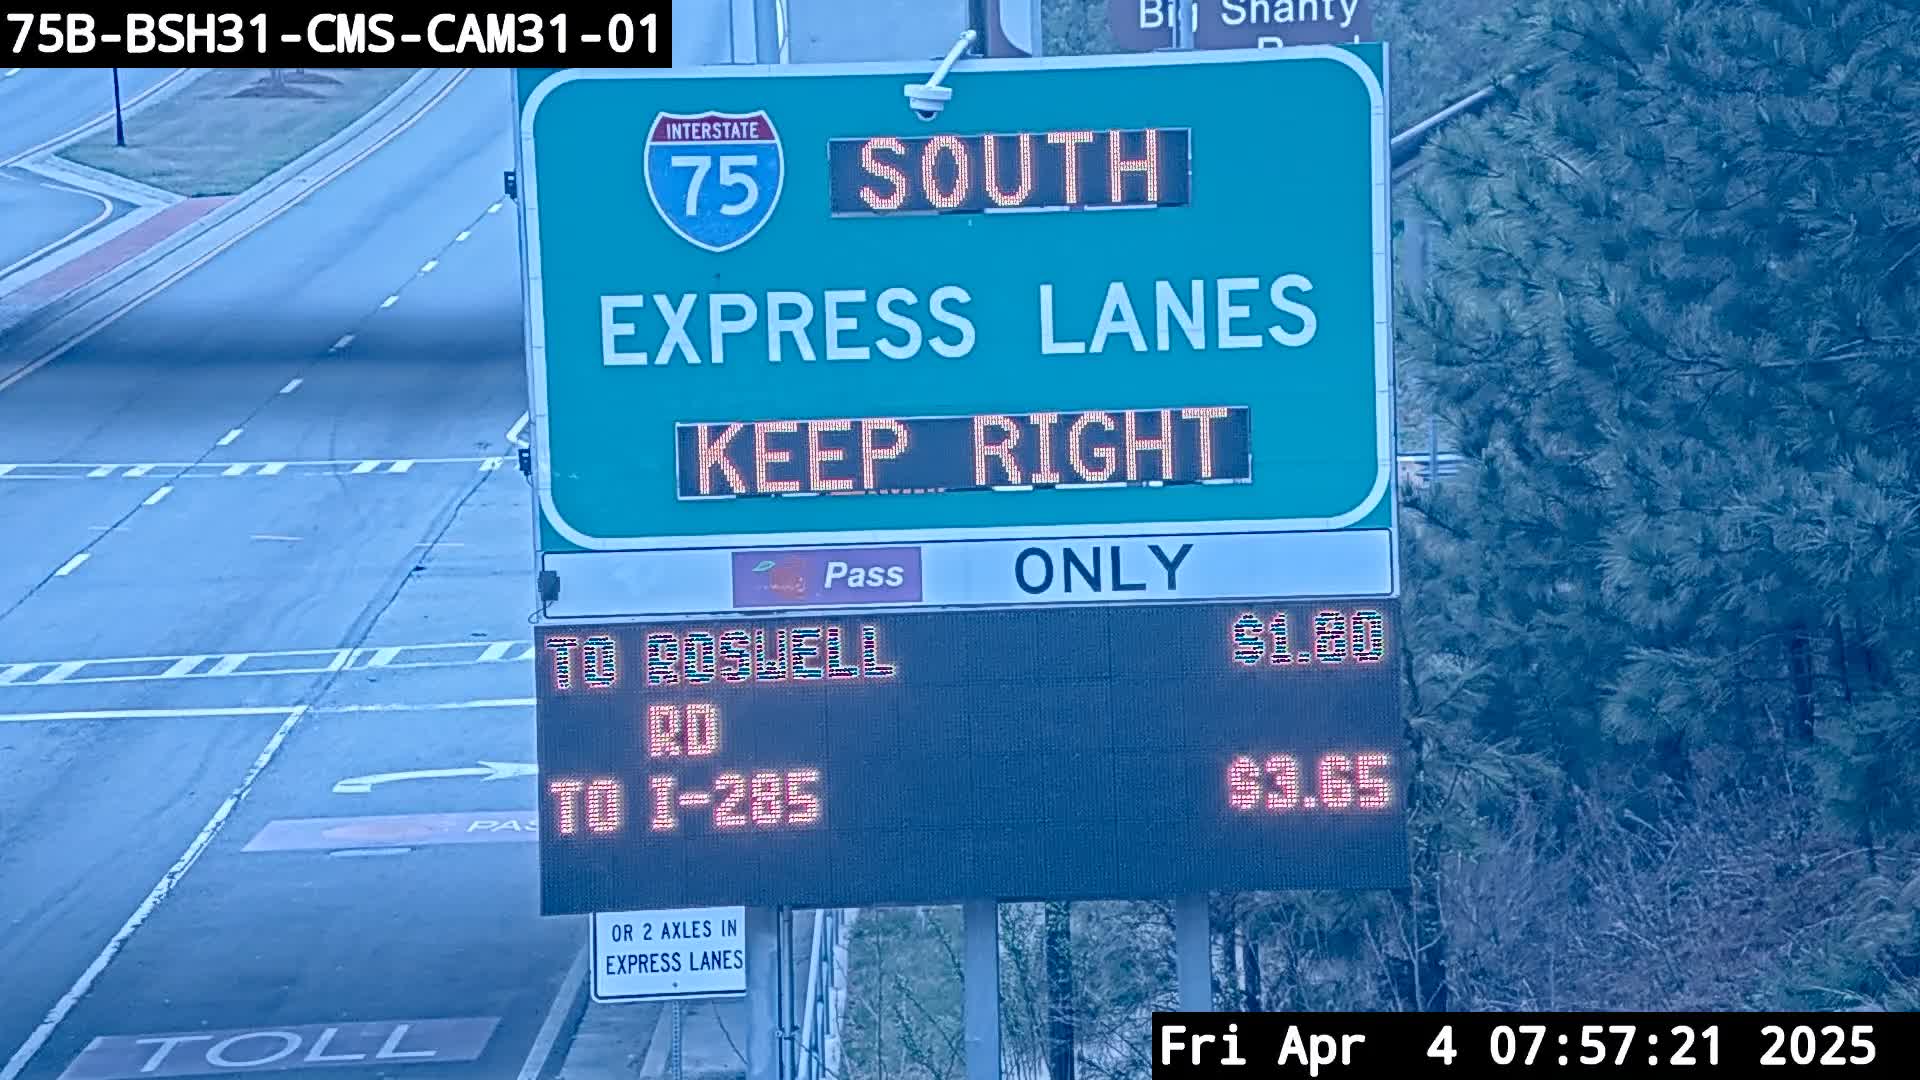 75B-BSH31-CMS-CAM31-01
Big Shanty
INTERSTATE
75
SOUTH
EXPRESS LANES
KEEP RIGHT
Pass
ONLY
TO ROSWELL $1.80
RD
TO I-285 $3.65
OR 2 AXLES IN
EXPRESS LANES
TOLL
Fri Apr 4 07:57:21 2025